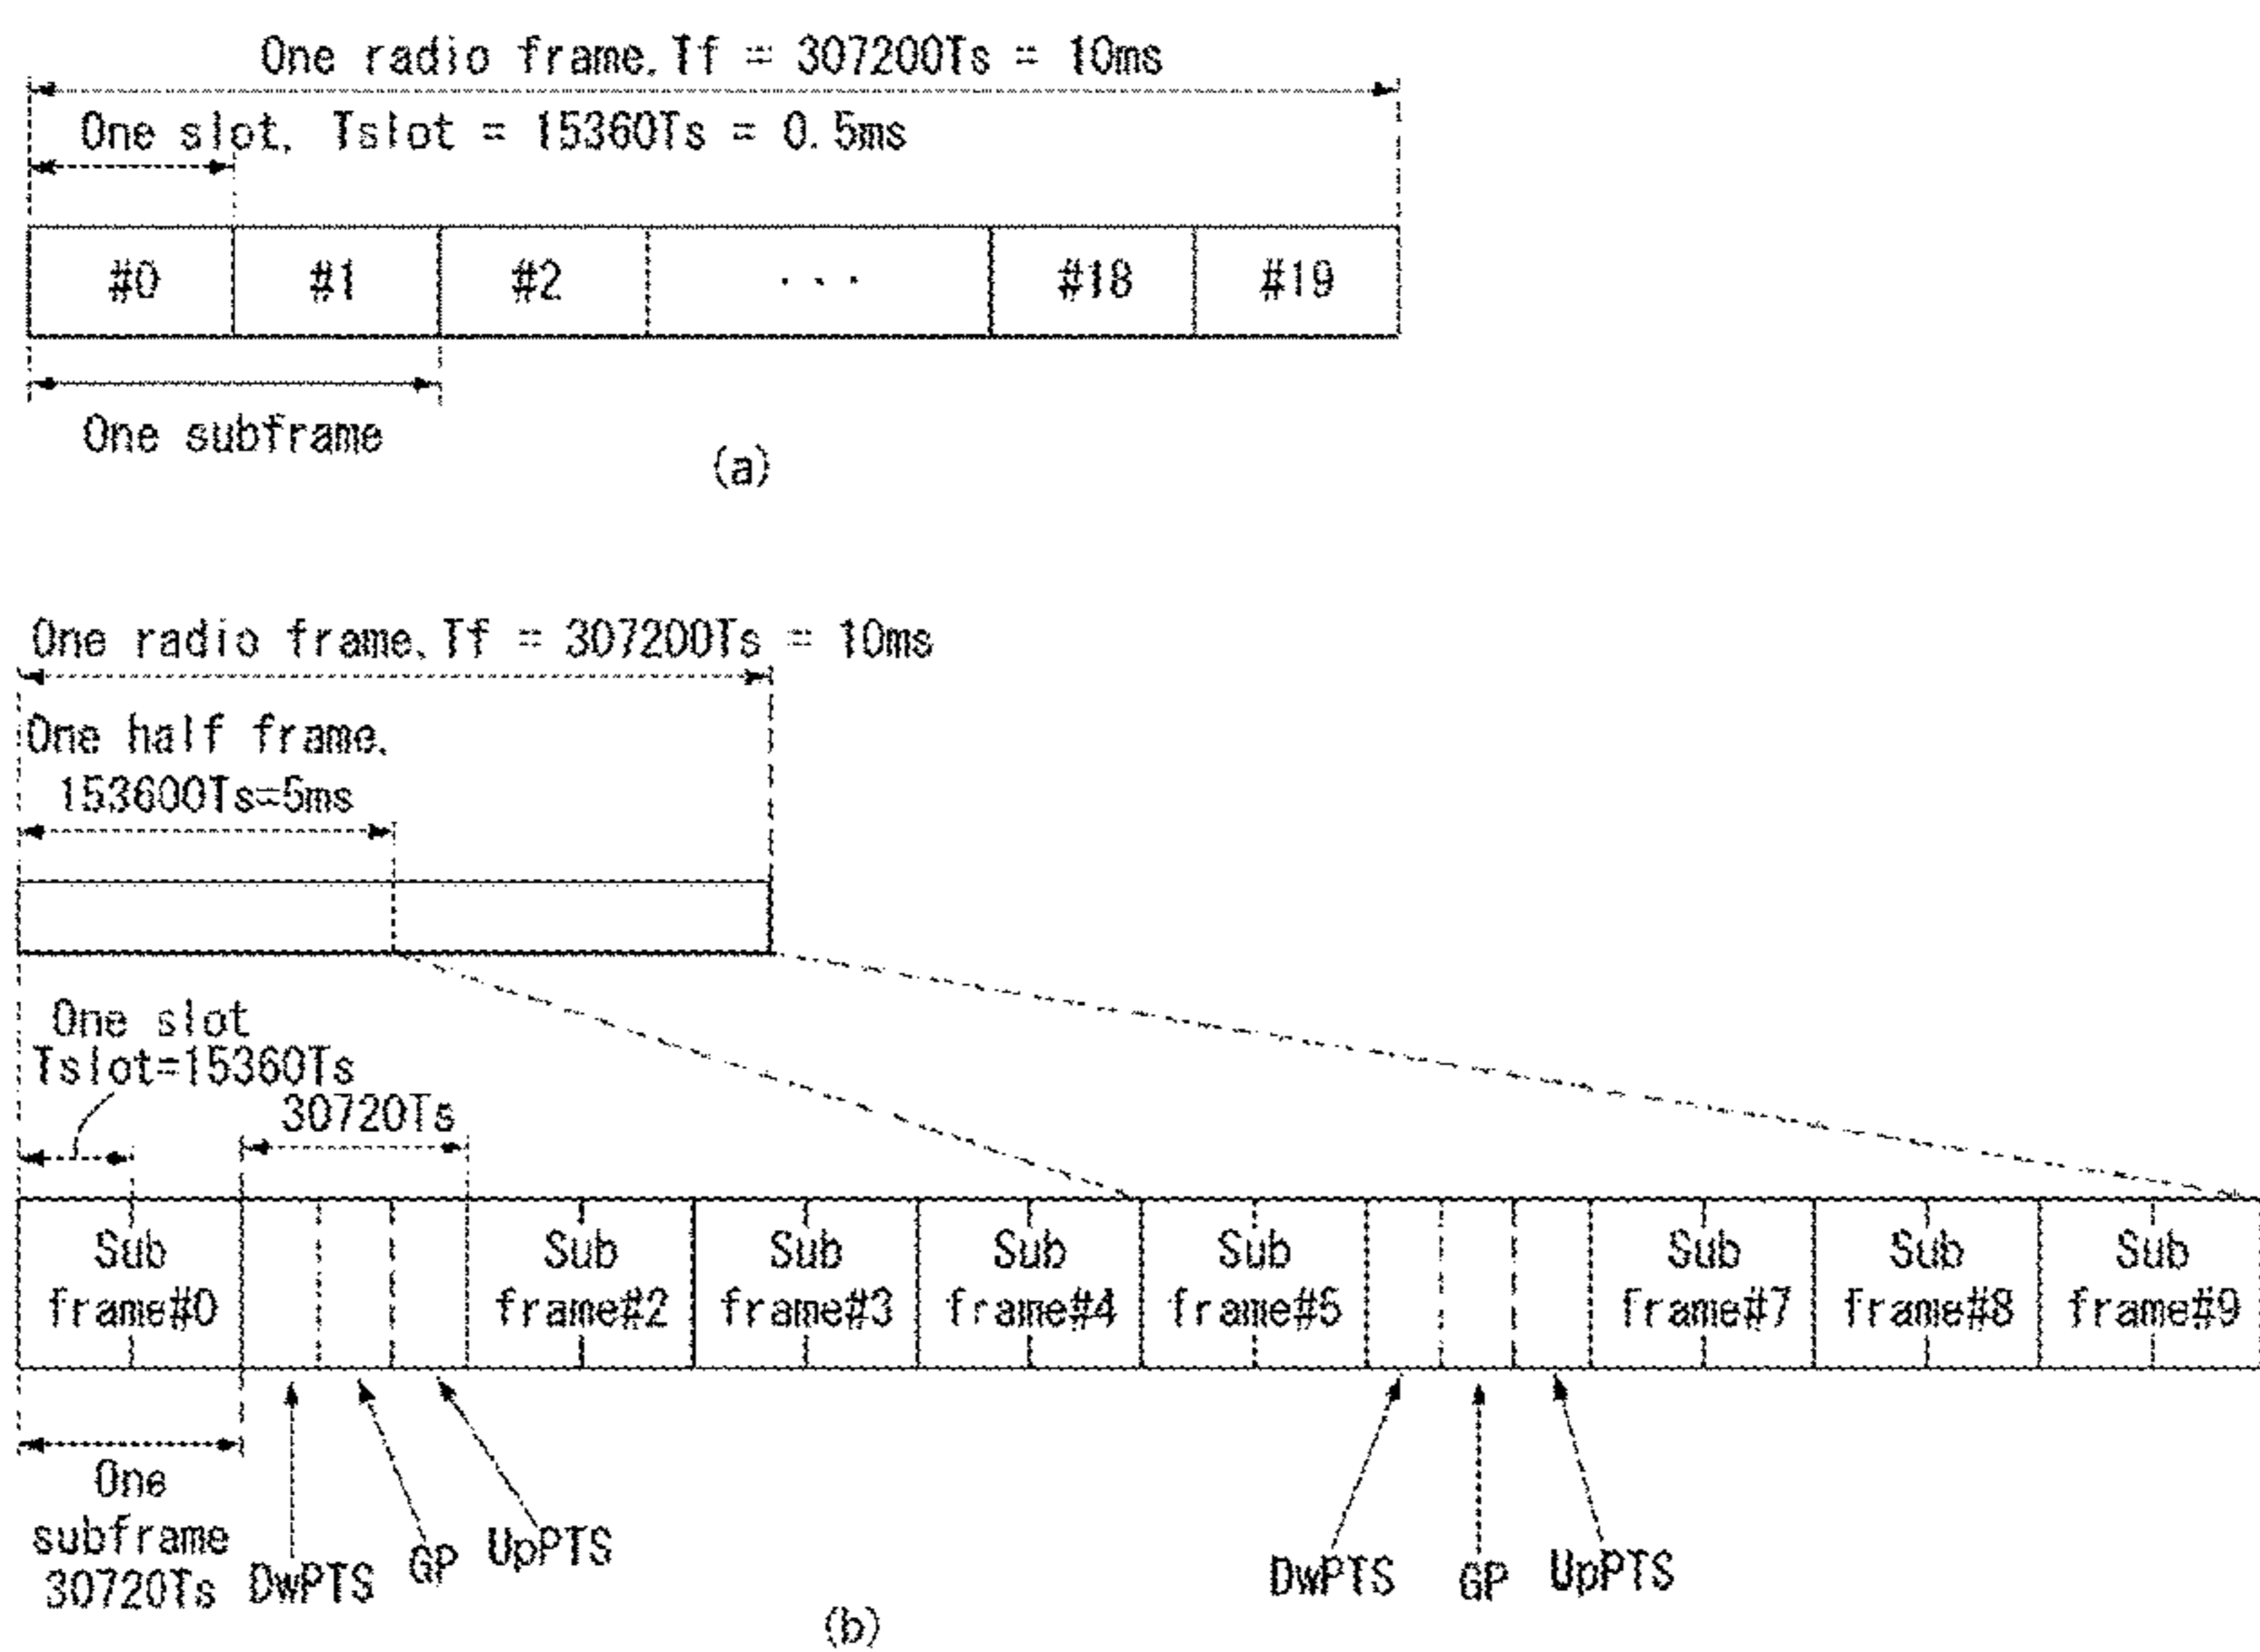 One radio frame, Tf = 307200Ts = 10ms
One slot, Tslot = 15360Ts = 0.5ms
#0 #1 #2 ... #18 #19
One subframe
(a)
One radio frame, Tf = 307200Ts = 10ms
One half frame,
153600Ts=5ms
One slot
Tslot=15360Ts
30720Ts
Sub Sub Sub Sub Sub Sub Sub Sub
frame#0 frame#2 frame#3 frame#4 frame#5 frame#7 frame#8 frame#9
One
subframe
30720Ts
DwPTS GP UpPTS DwPTS GP UpPTS
(b)